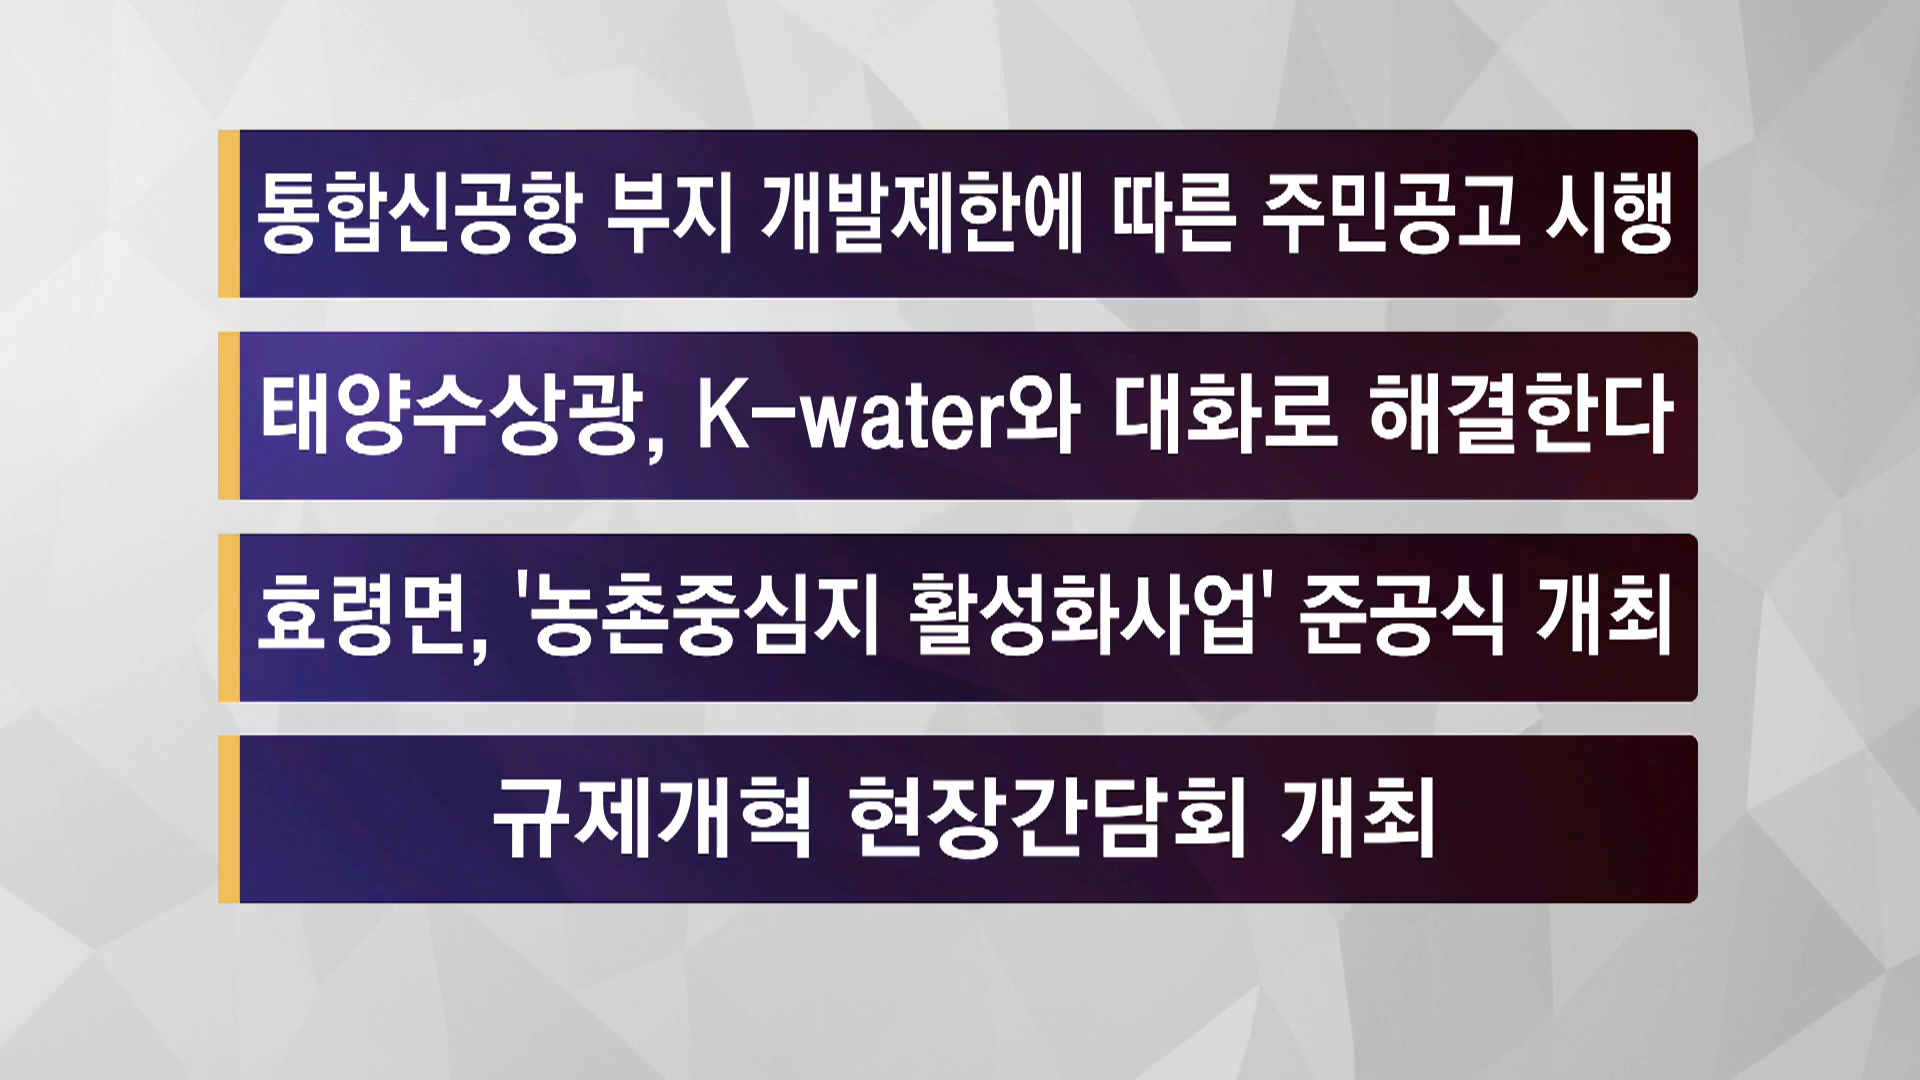 통합신공항 부지 개발제한에 따른 주민공고 시행
태양수상광, K-water와 대화로 해결한다
효령면, '농촌중심지 활성화사업' 준공식 개최
규제개혁 현장간담회 개최